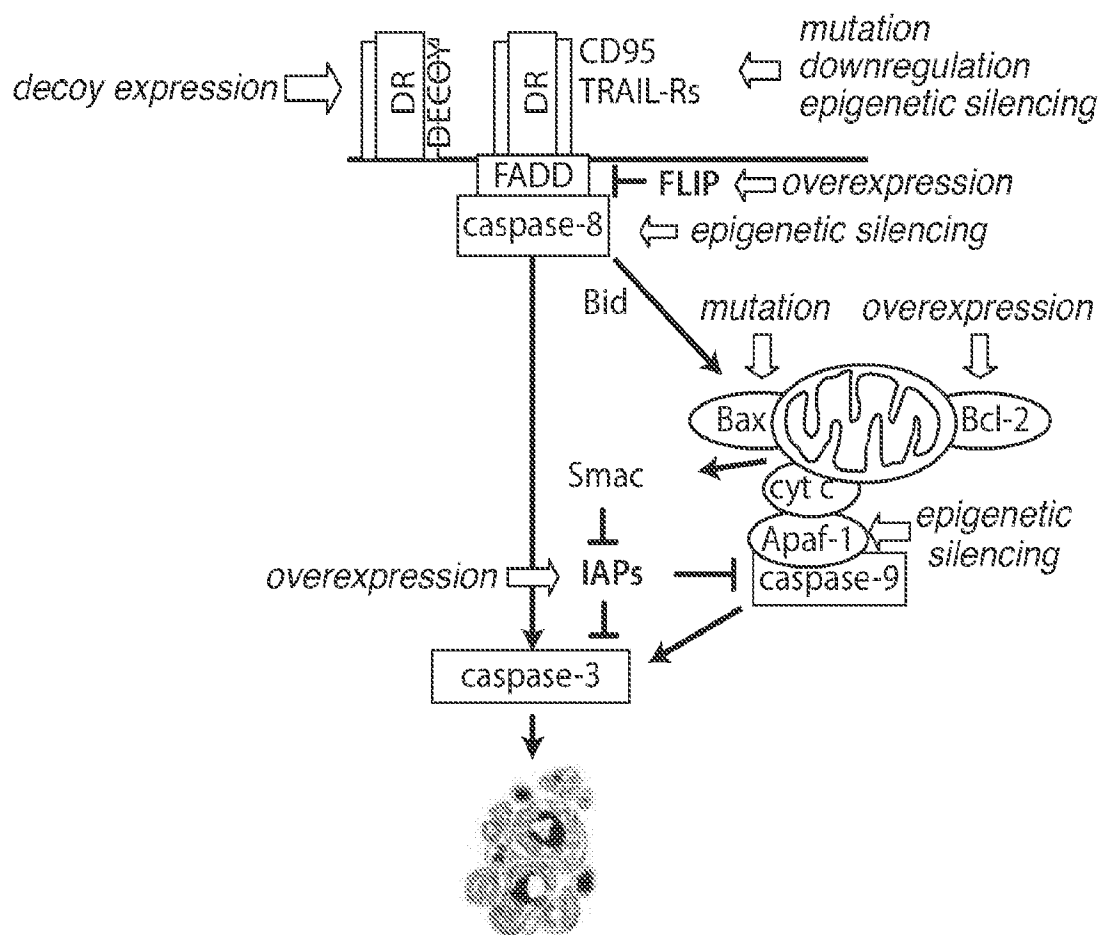 mutation
downregulation
epigenetic silencing
decoy expression
DR
DECOY
DR
CD95
TRAIL-Rs
FADD
FLIP
overexpression
caspase-8
epigenetic silencing
Bid
mutation
overexpression
Bax
Bcl-2
Smac
cyt c
Apaf-1
epigenetic
silencing
overexpression
IAPs
caspase-9
caspase-3